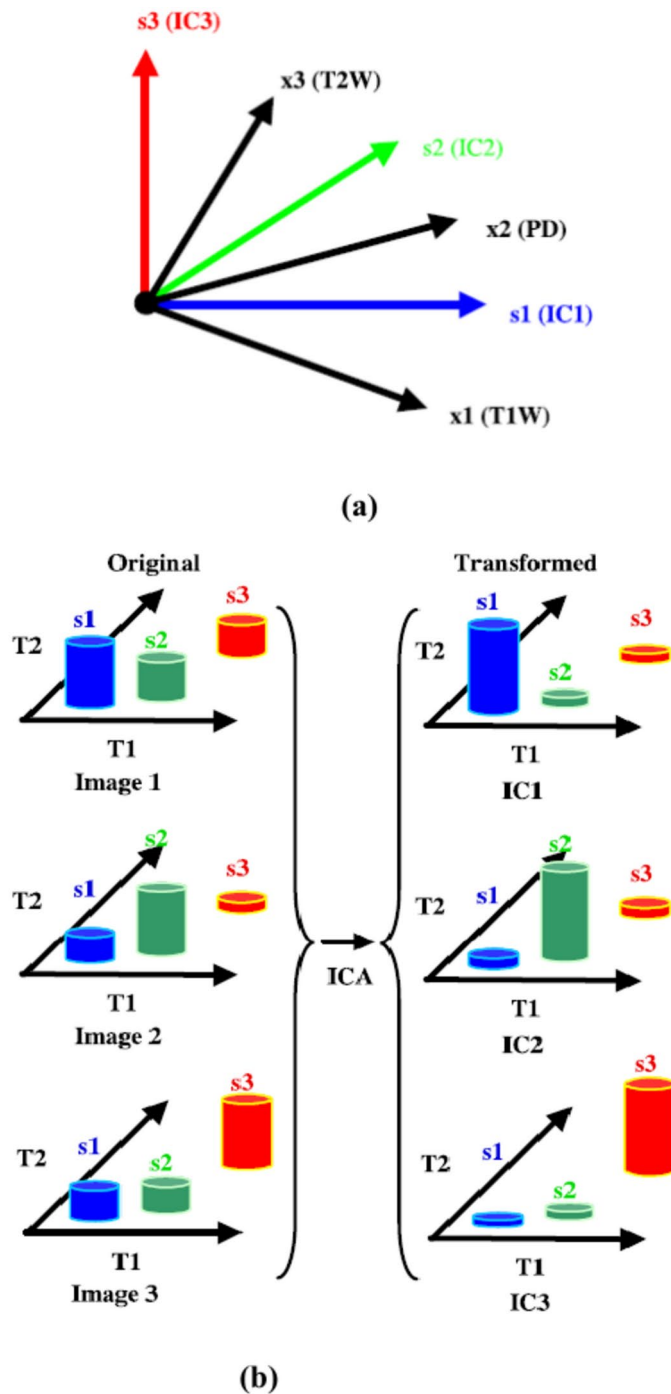 s3 (IC3)
x3 (T2W)
s2 (IC2)
x2 (PD)
s1 (IC1)
x1 (T1W)
(a)
Original
s1
s2
s3
T2
T1
Image 1
s2
s1
s3
T2
T1
Image 2
s3
s1
s2
T2
T1
Image 3
ICA
Transformed
s1
s2
s3
T2
T1
IC1
s2
s1
s3
T2
T1
IC2
s3
s1
s2
T2
T1
IC3
(b)